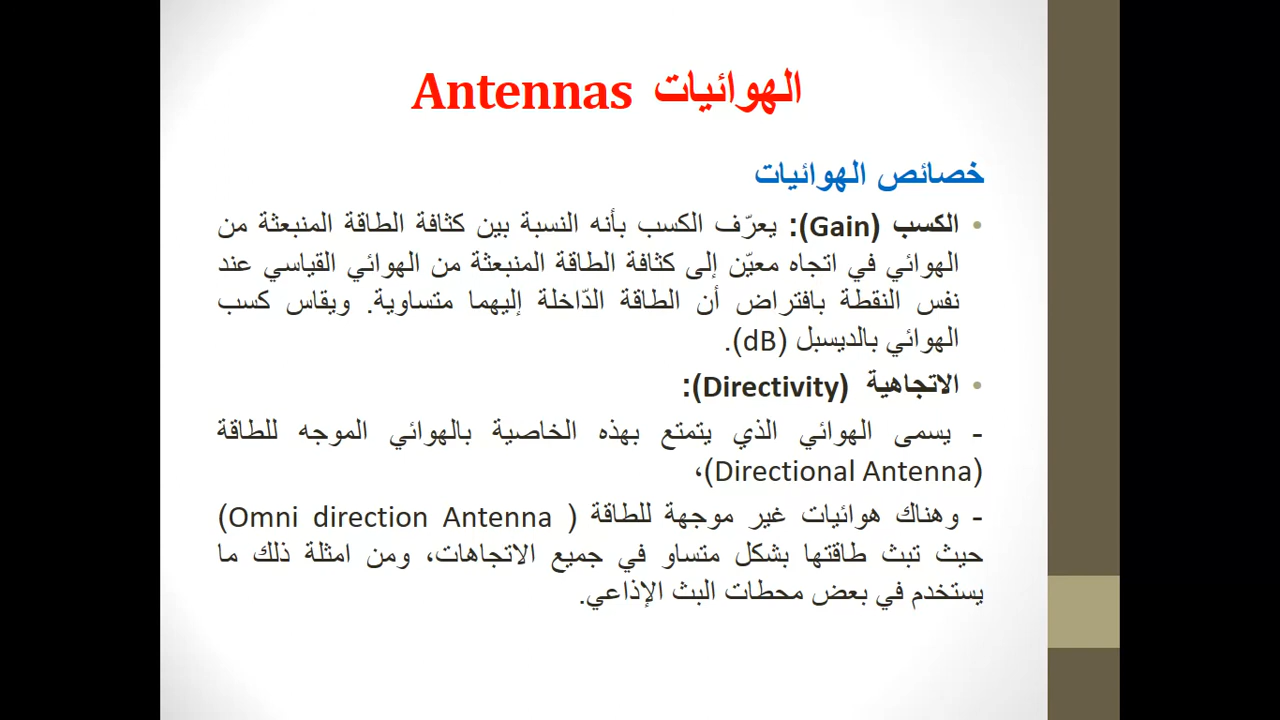 الهوائيات Antennas
خصائص الهوائيات
• الكسب (Gain): يعرّف الكسب بأنه النسبة بين كثافة الطاقة المنبعثة من
الهوائي في اتجاه معيّن إلى كثافة الطاقة المنبعثة من الهوائي القياسي عند
نفس النقطة بافتراض أن الطاقة الدّاخلة إليهما متساوية. ويقاس كسب
الهوائي بالديسبل (dB).
• الاتجاهية (Directivity):
- يسمى الهوائي الذي يتمتع بهذه الخاصية بالهوائي الموجه للطاقة
(Directional Antenna)،
- وهناك هوائيات غير موجهة للطاقة ( Omni direction Antenna)
حيث تبث طاقتها بشكل متساو في جميع الاتجاهات، ومن امثلة ذلك ما
يستخدم في بعض محطات البث الإذاعي.